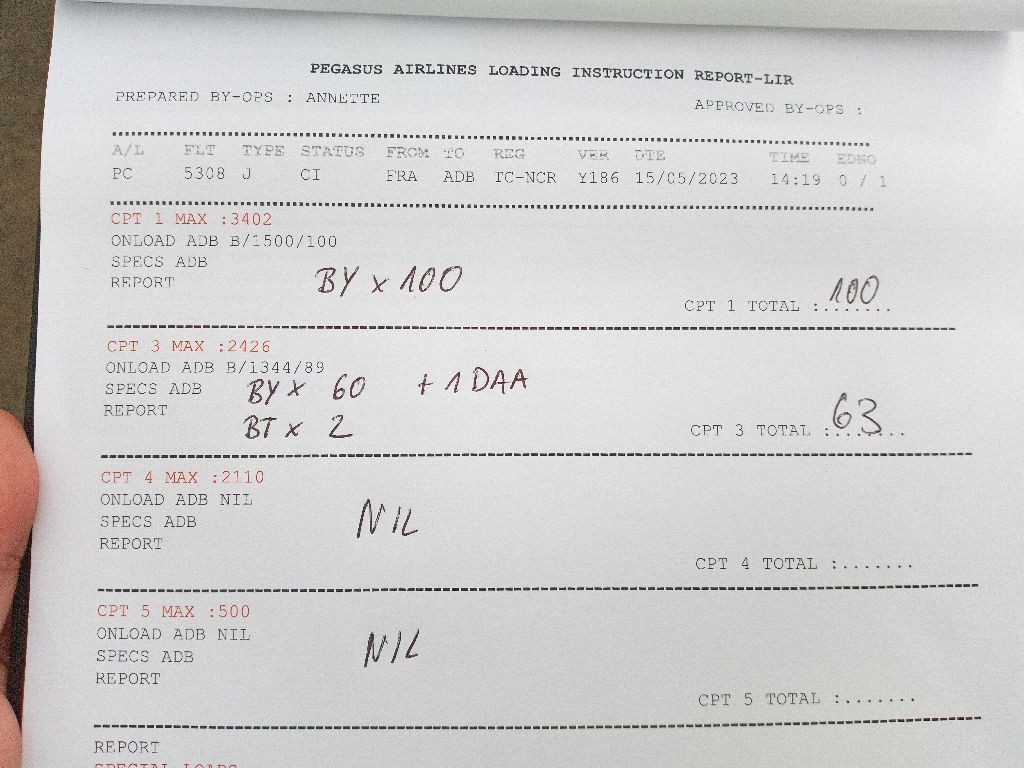 PEGASUS AIRLINES LOADING INSTRUCTION REPORT-LIR
PREPARED BY-OPS : ANNETTE APPROVED BY-OPS :
A/L FLT TYPE STATUS FROM TO REG VER DTE TIME EDNO
PC 5308 J CI FRA ADB TC-NCR Y186 15/05/2023 14:19 0 / 1
CPT 1 MAX :3402
ONLOAD ADB B/1500/100
SPECS ADB
REPORT BY x 100
CPT 1 TOTAL :....... 100
CPT 3 MAX :2426
ONLOAD ADB B/1344/89
SPECS ADB BY x 60 + 1 DAA
REPORT BT x 2
CPT 3 TOTAL :....... 63
CPT 4 MAX :2110
ONLOAD ADB NIL
SPECS ADB NIL
REPORT
CPT 4 TOTAL :.......
CPT 5 MAX :500
ONLOAD ADB NIL
SPECS ADB NIL
REPORT
CPT 5 TOTAL :.......
REPORT
SPECIAL LOADS